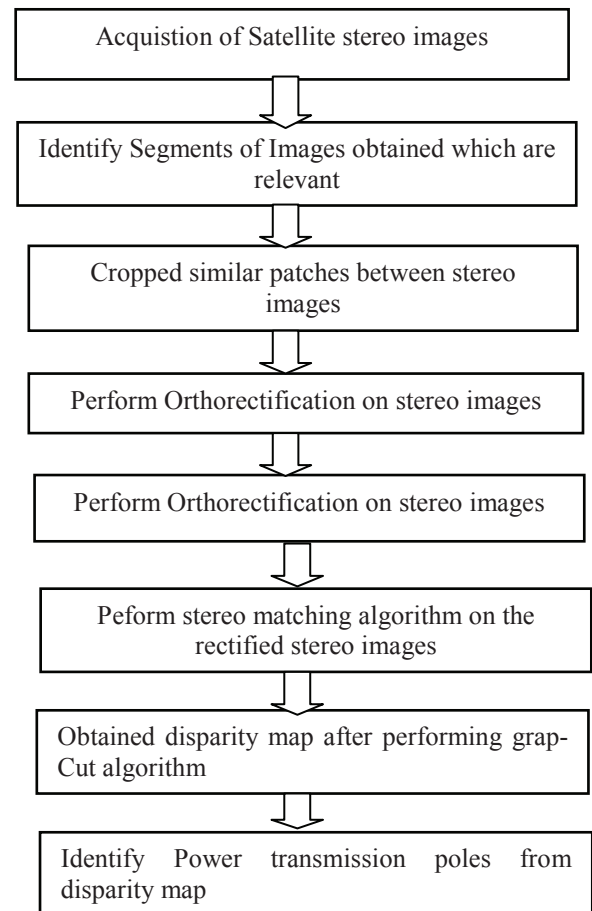 Acquistion of Satellite stereo images
Identify Segments of Images obtained which are
relevant
Cropped similar patches between stereo
images
Perform Orthorectification on stereo images
Perform Orthorectification on stereo images
Peform stereo matching algorithm on the
rectified stereo images
Obtained disparity map after performing grap-
Cut algorithm
Identify Power transmission poles from
disparity map